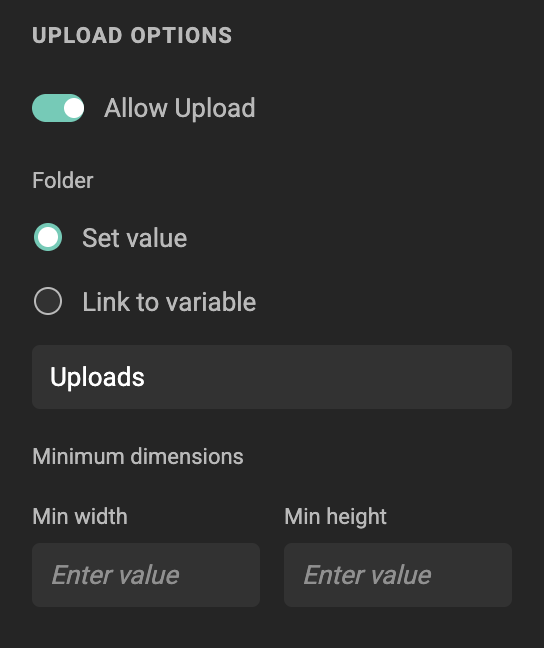 UPLOAD OPTIONS
Allow Upload
Folder
Set value
Link to variable
Uploads
Minimum dimensions
Min width Min height
Enter value Enter value